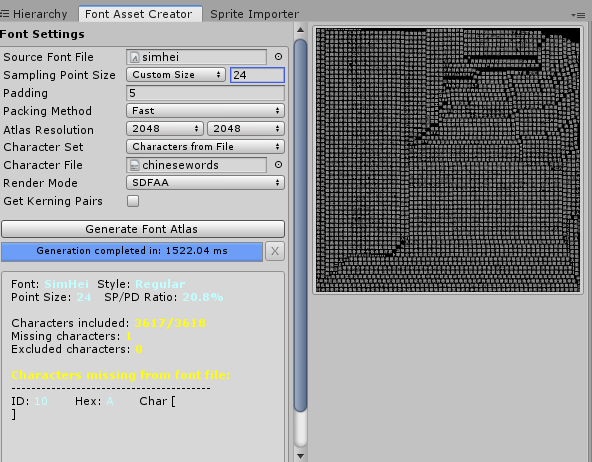 Hierarchy Font Asset Creator Sprite Importer
Font Settings
Source Font File simhei
Sampling Point Size Custom Size 24
Padding 5
Packing Method Fast
Atlas Resolution 2048 2048
Character Set Characters from File
Character File chinesewords
Render Mode SDFAA
Get Kerning Pairs
Generate Font Atlas
Generation completed in: 1522.04 ms X
Font: SimHei Style: Regular
Point Size: 24 SP/PD Ratio: 20.8%
Characters included: 3617/3618
Missing characters: 1
Excluded characters: 0
Characters missing from font file:
----------------------------------------
ID: 10 Hex: A Char [
]